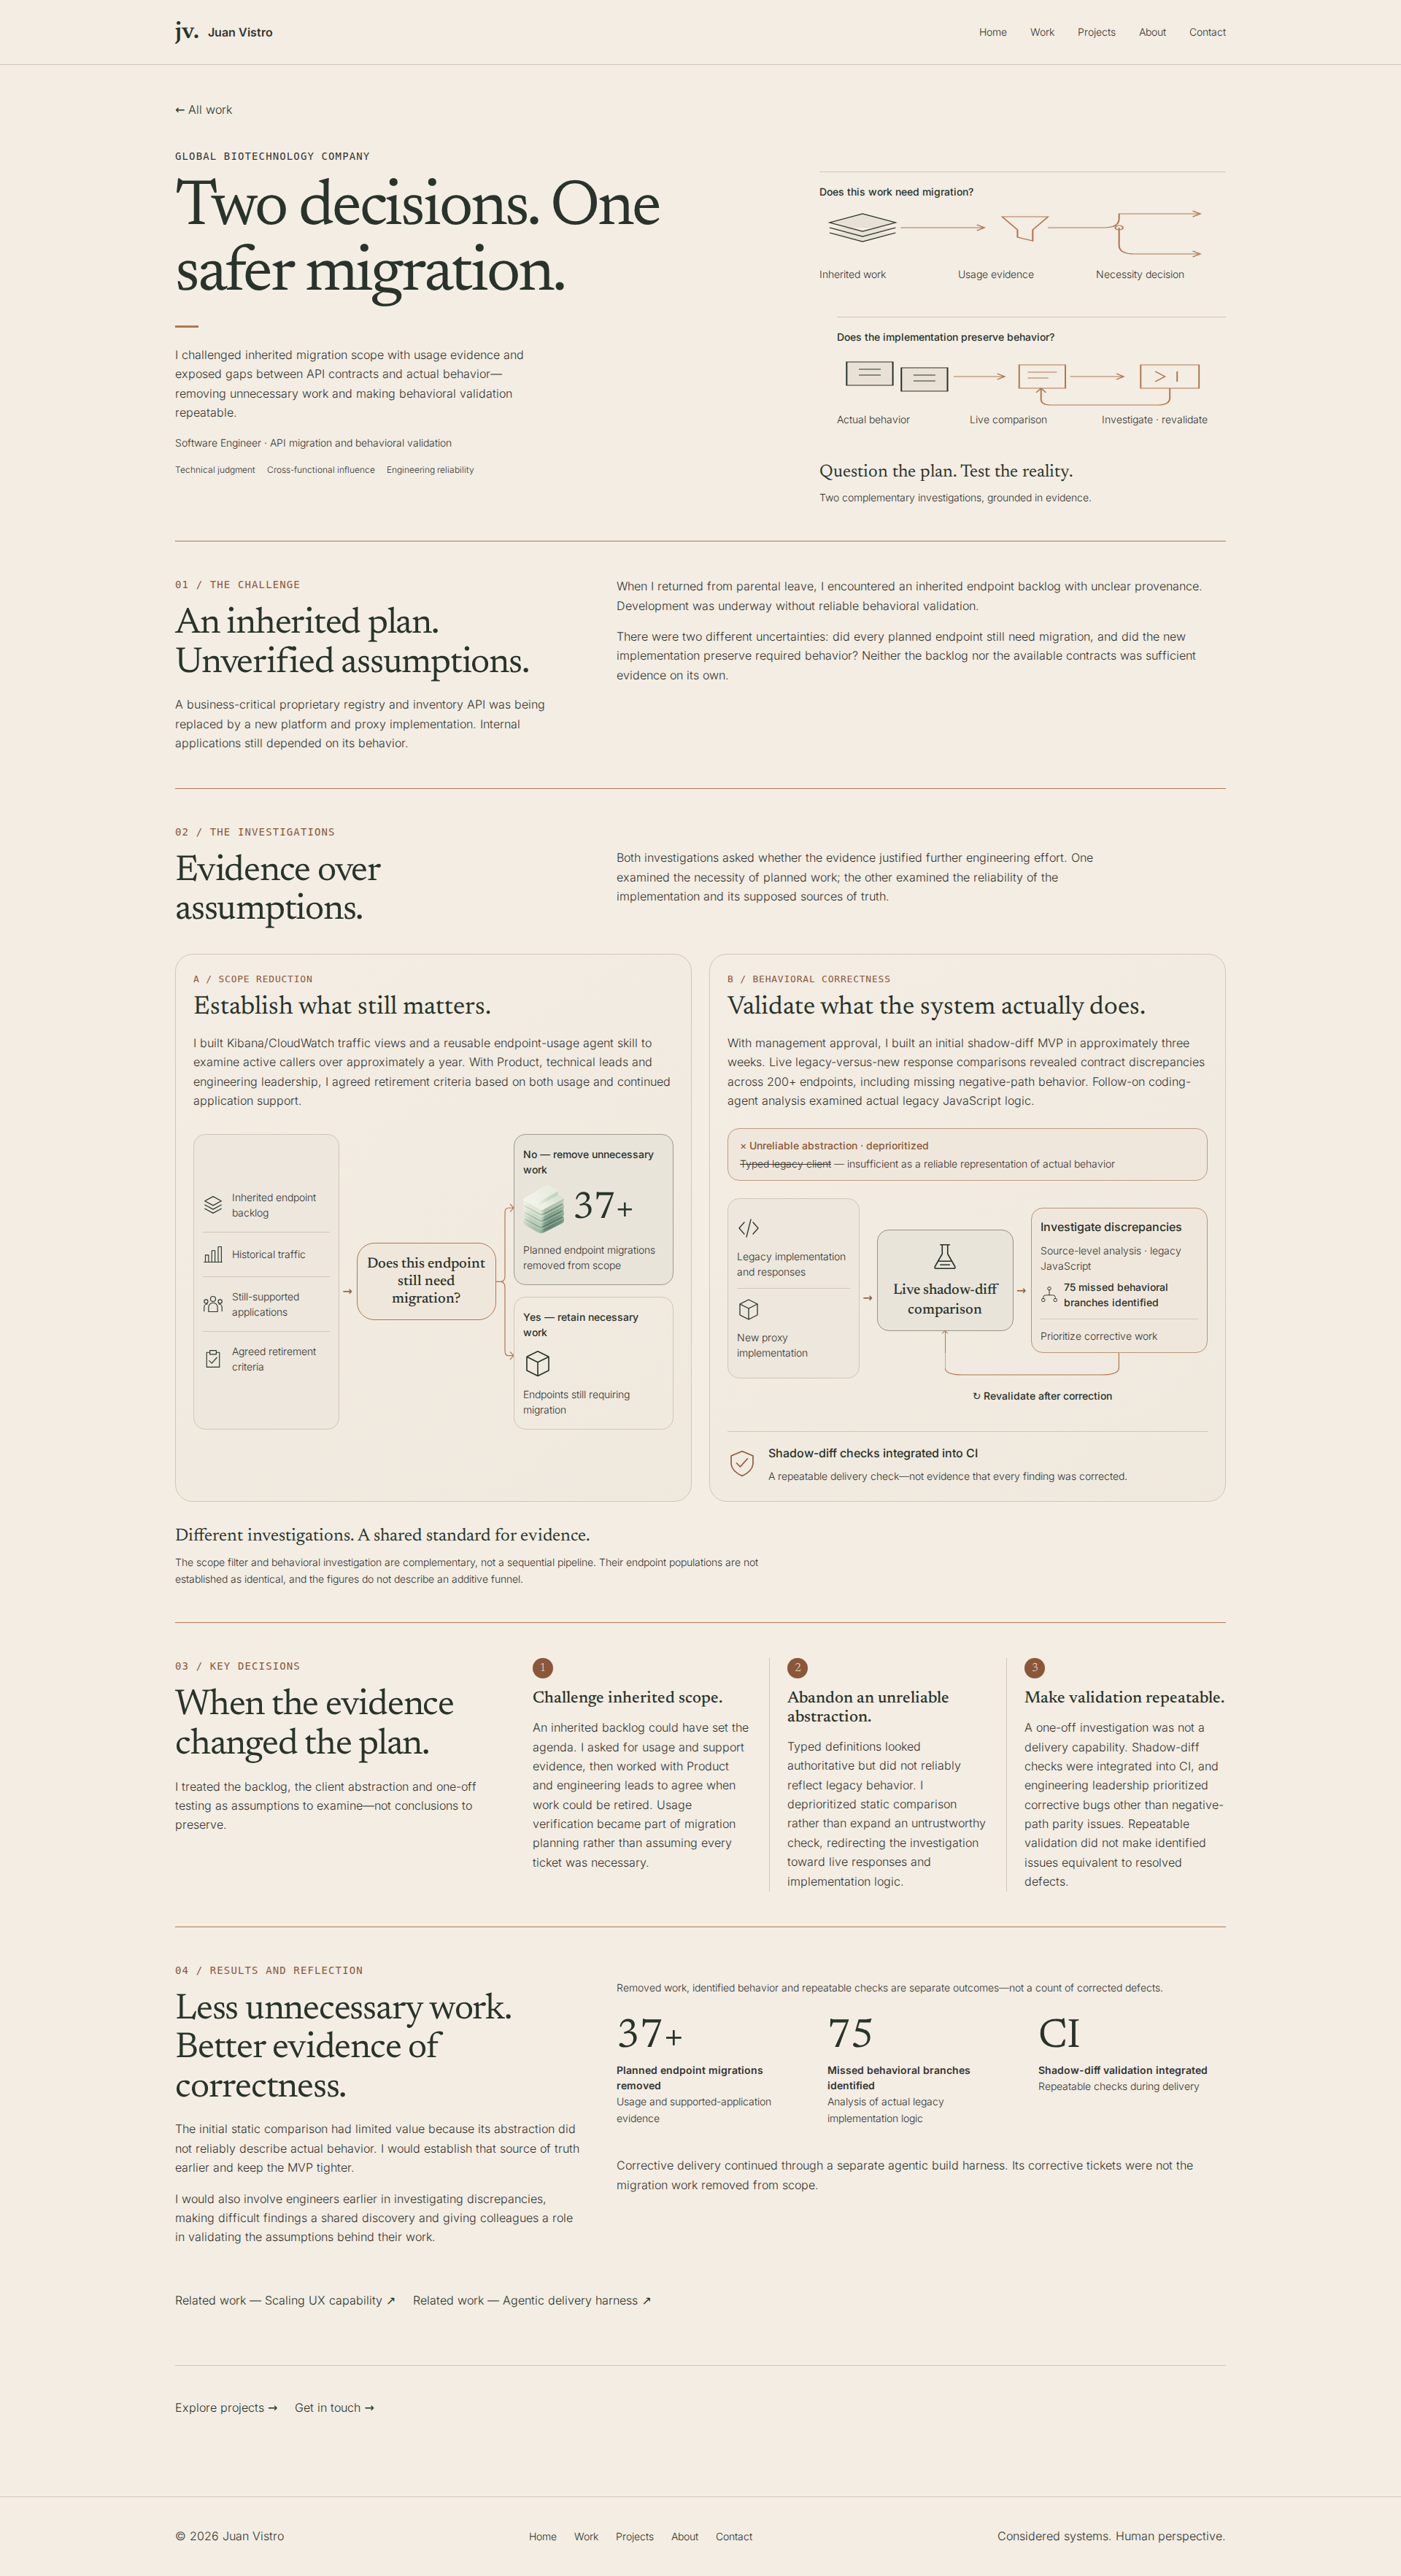 jv. Juan Vistro
Home Work Projects About Contact
← All work
GLOBAL BIOTECHNOLOGY COMPANY
Two decisions. One
safer migration.
I challenged inherited migration scope with usage evidence and
exposed gaps between API contracts and actual behavior—
removing unnecessary work and making behavioral validation
repeatable.
Software Engineer · API migration and behavioral validation
Technical judgment Cross-functional influence Engineering reliability
Does this work need migration?
Inherited work Usage evidence Necessity decision
Does the implementation preserve behavior?
Actual behavior Live comparison Investigate · revalidate
Question the plan. Test the reality.
Two complementary investigations, grounded in evidence.
01 / THE CHALLENGE
An inherited plan.
Unverified assumptions.
A business-critical proprietary registry and inventory API was being
replaced by a new platform and proxy implementation. Internal
applications still depended on its behavior.
When I returned from parental leave, I encountered an inherited endpoint backlog with unclear provenance.
Development was underway without reliable behavioral validation.
There were two different uncertainties: did every planned endpoint still need migration, and did the new
implementation preserve required behavior? Neither the backlog nor the available contracts was sufficient
evidence on its own.
02 / THE INVESTIGATIONS
Evidence over
assumptions.
Both investigations asked whether the evidence justified further engineering effort. One
examined the necessity of planned work; the other examined the reliability of the
implementation and its supposed sources of truth.
A / SCOPE REDUCTION
Establish what still matters.
I built Kibana/CloudWatch traffic views and a reusable endpoint-usage agent skill to
examine active callers over approximately a year. With Product, technical leads and
engineering leadership, I agreed retirement criteria based on both usage and continued
application support.
Inherited endpoint
backlog
Historical traffic
Still-supported
applications
Agreed retirement
criteria
→
Does this endpoint
still need
migration?
No — remove unnecessary
work
37+
Planned endpoint migrations
removed from scope
Yes — retain necessary
work
Endpoints still requiring
migration
B / BEHAVIORAL CORRECTNESS
Validate what the system actually does.
With management approval, I built an initial shadow-diff MVP in approximately three
weeks. Live legacy-versus-new response comparisons revealed contract discrepancies
across 200+ endpoints, including missing negative-path behavior. Follow-on coding-
agent analysis examined actual legacy JavaScript logic.
× Unreliable abstraction · deprioritized
Typed legacy client — insufficient as a reliable representation of actual behavior
Legacy implementation
and responses
New proxy
implementation
→
Live shadow-diff
comparison
→
Investigate discrepancies
Source-level analysis · legacy
JavaScript
75 missed behavioral
branches identified
Prioritize corrective work
↻ Revalidate after correction
Shadow-diff checks integrated into CI
A repeatable delivery check—not evidence that every finding was corrected.
Different investigations. A shared standard for evidence.
The scope filter and behavioral investigation are complementary, not a sequential pipeline. Their endpoint populations are not
established as identical, and the figures do not describe an additive funnel.
03 / KEY DECISIONS
When the evidence
changed the plan.
I treated the backlog, the client abstraction and one-off
testing as assumptions to examine—not conclusions to
preserve.
1
Challenge inherited scope.
An inherited backlog could have set the
agenda. I asked for usage and support
evidence, then worked with Product
and engineering leads to agree when
work could be retired. Usage
verification became part of migration
planning rather than assuming every
ticket was necessary.
2
Abandon an unreliable
abstraction.
Typed definitions looked
authoritative but did not reliably
reflect legacy behavior. I
deprioritized static comparison
rather than expand an untrustworthy
check, redirecting the investigation
toward live responses and
implementation logic.
3
Make validation repeatable.
A one-off investigation was not a
delivery capability. Shadow-diff
checks were integrated into CI, and
engineering leadership prioritized
corrective bugs other than negative-
path parity issues. Repeatable
validation did not make identified
issues equivalent to resolved
defects.
04 / RESULTS AND REFLECTION
Less unnecessary work.
Better evidence of
correctness.
The initial static comparison had limited value because its abstraction did
not reliably describe actual behavior. I would establish that source of truth
earlier and keep the MVP tighter.
I would also involve engineers earlier in investigating discrepancies,
making difficult findings a shared discovery and giving colleagues a role
in validating the assumptions behind their work.
Removed work, identified behavior and repeatable checks are separate outcomes—not a count of corrected defects.
37+
Planned endpoint migrations
removed
Usage and supported-application
evidence
75
Missed behavioral branches
identified
Analysis of actual legacy
implementation logic
CI
Shadow-diff validation integrated
Repeatable checks during delivery
Corrective delivery continued through a separate agentic build harness. Its corrective tickets were not the
migration work removed from scope.
Related work — Scaling UX capability ↗ Related work — Agentic delivery harness ↗
Explore projects → Get in touch →
© 2026 Juan Vistro
Home Work Projects About Contact
Considered systems. Human perspective.